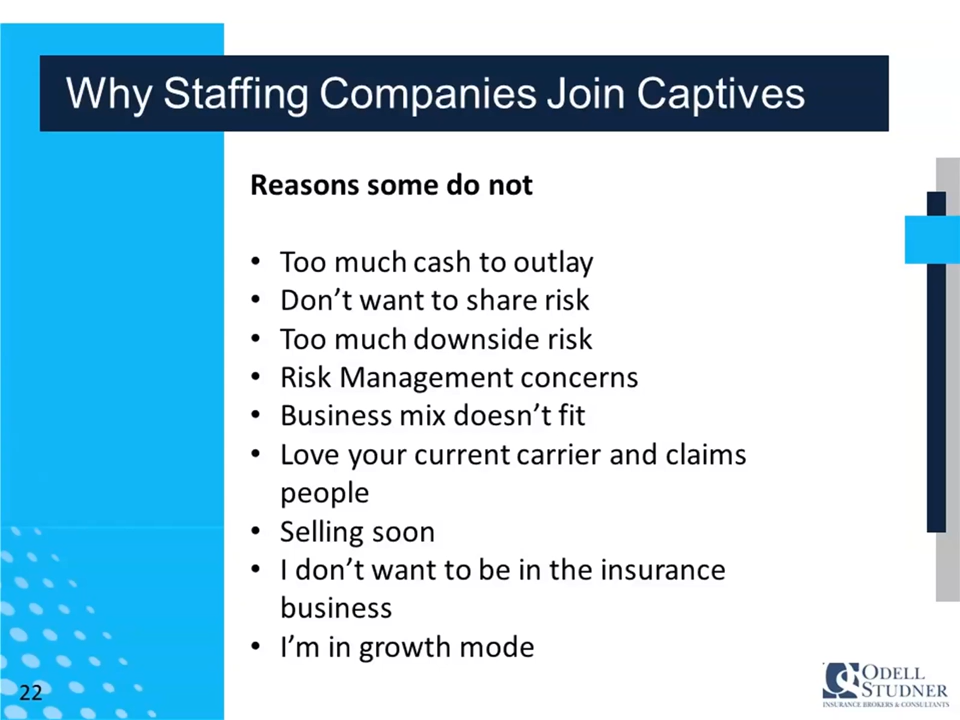 Why Staffing Companies Join Captives
Reasons some do not
• Too much cash to outlay
• Don’t want to share risk
• Too much downside risk
• Risk Management concerns
• Business mix doesn’t fit
• Love your current carrier and claims
people
• Selling soon
• I don’t want to be in the insurance
business
• I’m in growth mode
22
ODELL
STUDNER
INSURANCE BROKERS & CONSULTANTS